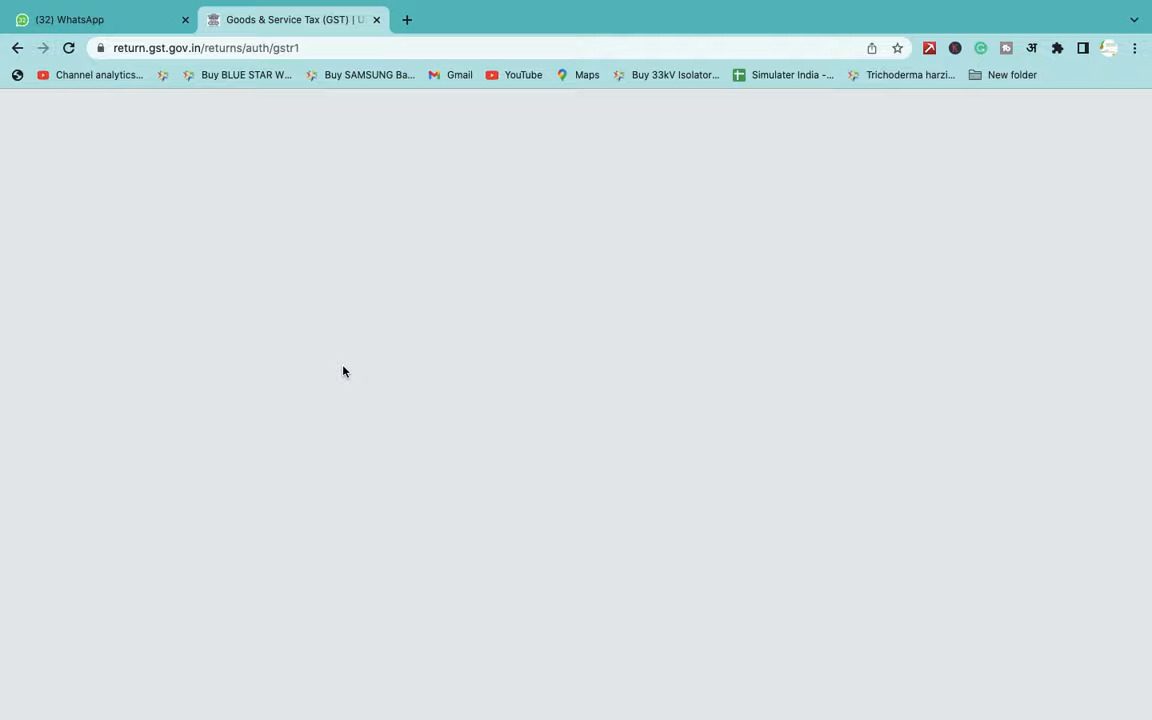 (32) WhatsApp
Goods & Service Tax (GST) | U
return.gst.gov.in/returns/auth/gstr1
अ
Channel analytics...
Buy BLUE STAR W...
Buy SAMSUNG Ba...
Gmail
YouTube
Maps
Buy 33kV Isolator...
Simulater India -...
Trichoderma harzi...
New folder